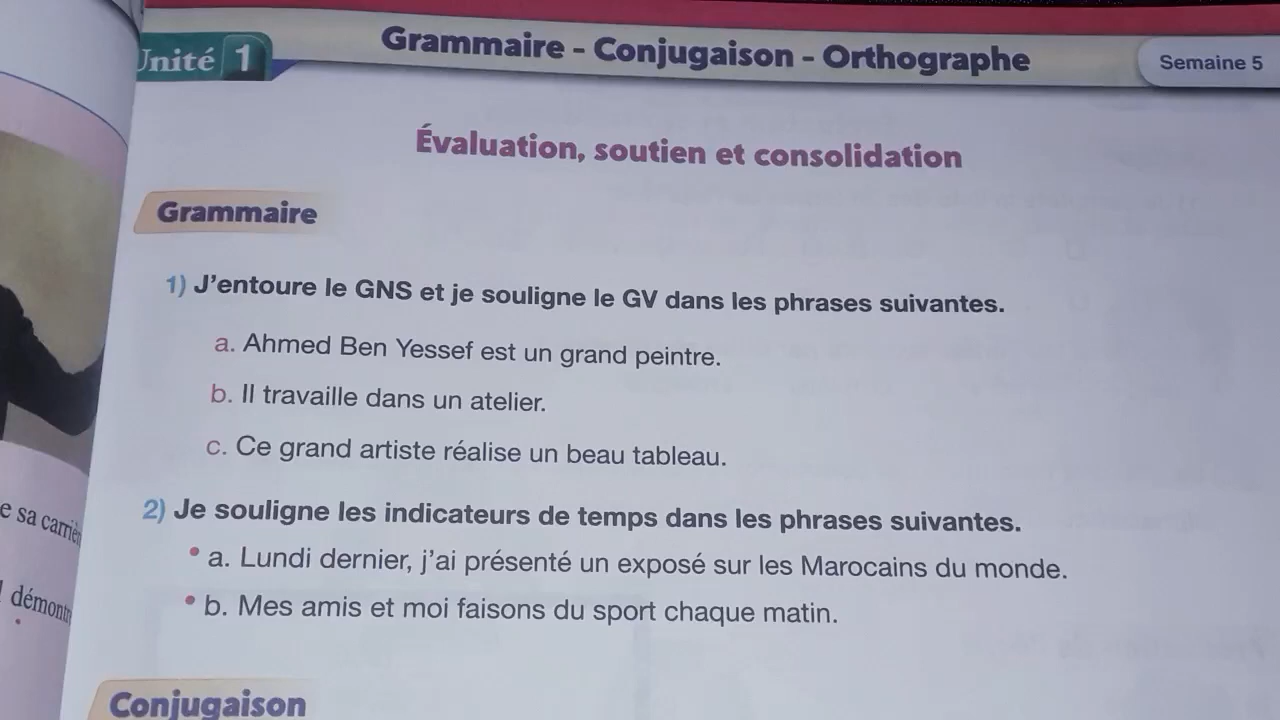 Unité 1
Grammaire - Conjugaison - Orthographe
Semaine 5
Évaluation, soutien et consolidation
Grammaire
1) J'entoure le GNS et je souligne le GV dans les phrases suivantes.
a. Ahmed Ben Yessef est un grand peintre.
b. Il travaille dans un atelier.
c. Ce grand artiste réalise un beau tableau.
2) Je souligne les indicateurs de temps dans les phrases suivantes.
• a. Lundi dernier, j'ai présenté un exposé sur les Marocains du monde.
• b. Mes amis et moi faisons du sport chaque matin.
Conjugaison
e sa